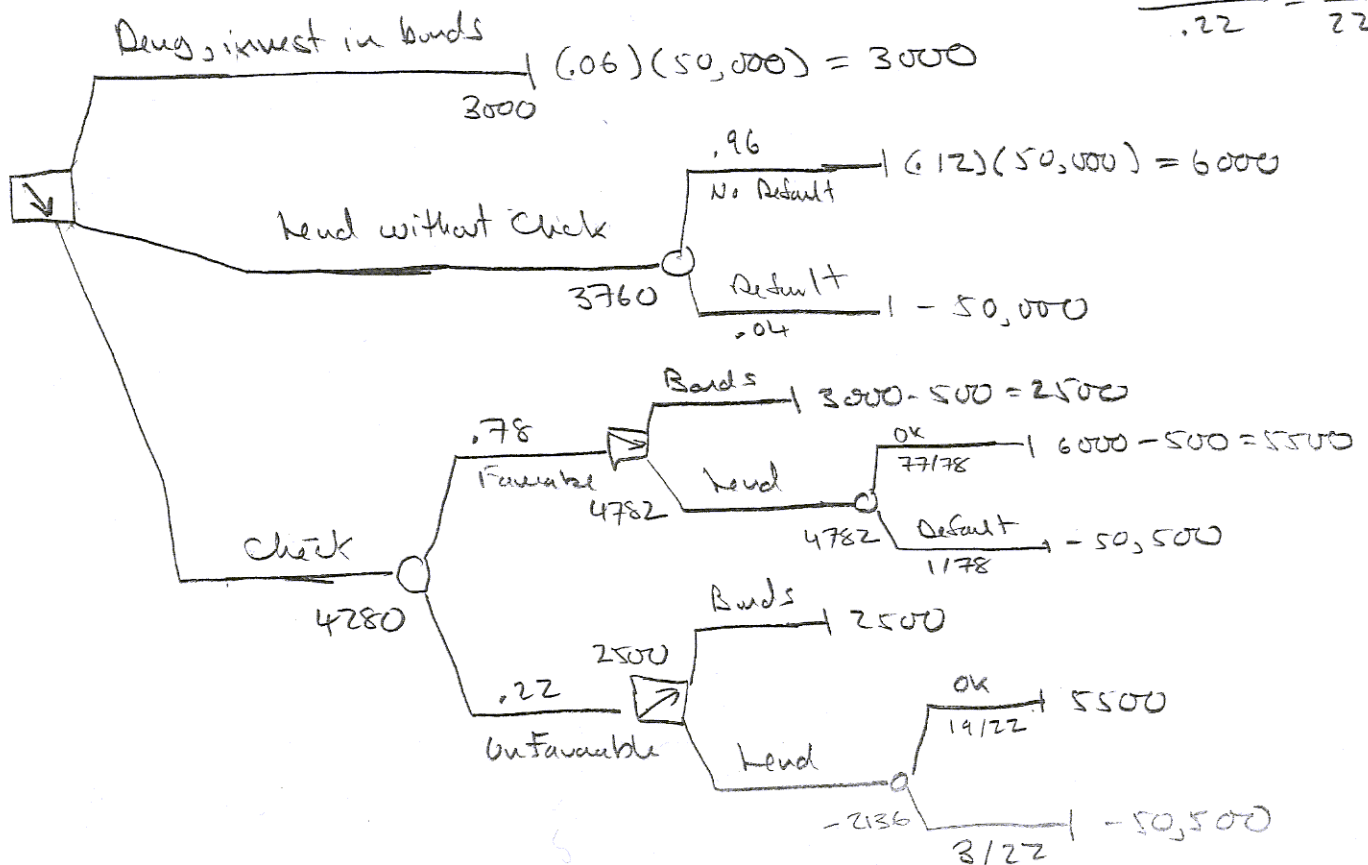 .22 - 22
Deny, invest in bonds
(.06)(50,000) = 3000
3000
.96
(.12)(50,000) = 6000
No Default
Lend without Check
3760
Default
- 50,000
.04
Bonds
3000 - 500 = 2500
.78
OK
6000 - 500 = 5500
77/78
Favorable
Lend
4782
4782
Default
- 50,500
1/78
Check
4280
Bonds
2500
2500
.22
OK
5500
19/22
Unfavorable
Lend
-2136
-50,500
3/22